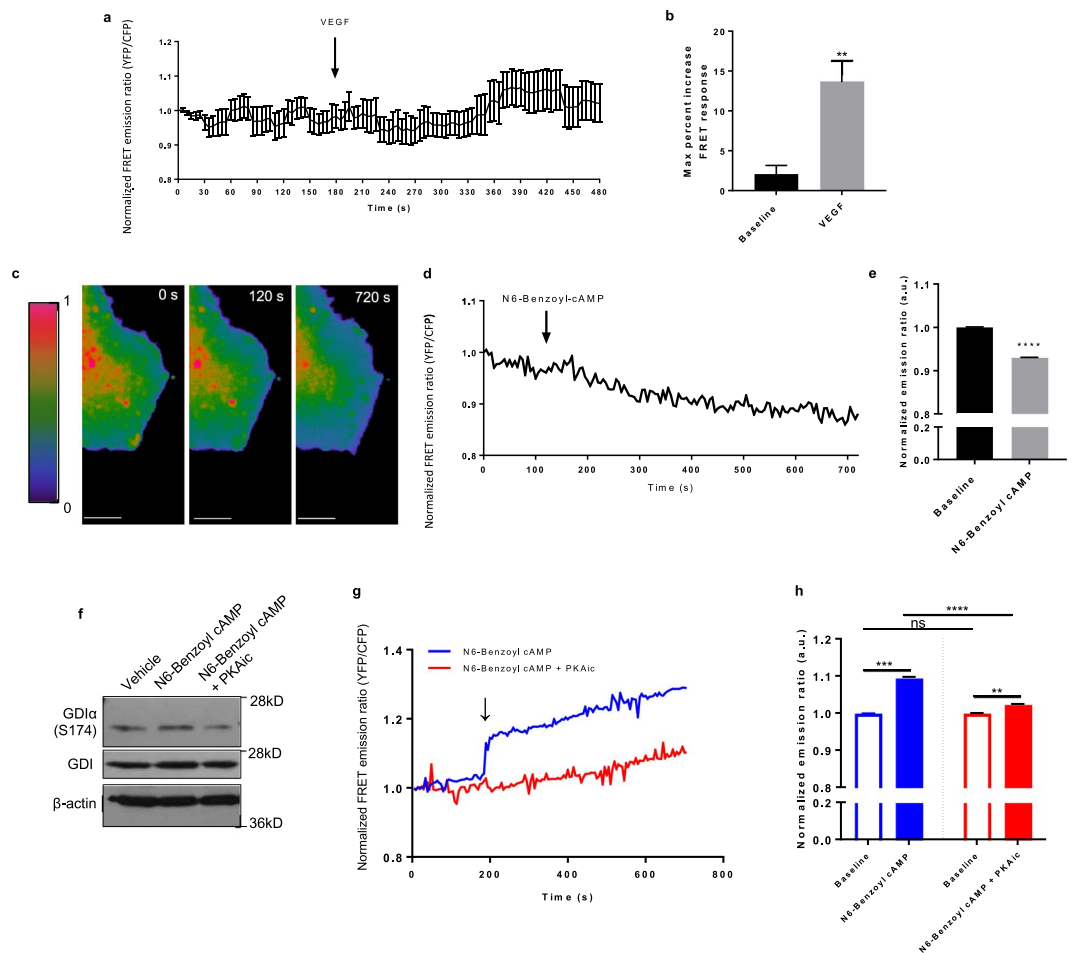 a
VEGF
Normalized FRET emission ratio (YFP/CFP)
1.2
1.1
1.0
0.9
0.8
0 30 60 90 120 150 180 210 240 270 300 330 360 390 420 450 480
Time (s)
b
Max percent increase
FRET response
20
15
10
5
0
**
Baseline
VEGF
c
1
0
0 s
120 s
720 s
d
N6-Benzoyl-cAMP
Normalized FRET emission ratio (YFP/CFP)
1.1
1.0
0.9
0.8
0 100 200 300 400 500 600 700
Time (s)
e
Normalized emission ratio (a.u.)
1.1
1.0
0.9
0.8
0.2
0.0
****
Baseline
N6-Benzoyl cAMP
f
Vehicle
N6-Benzoyl cAMP
N6-Benzoyl cAMP
+ PKAic
GDIα
(S174)
28kD
GDI
28kD
β-actin
36kD
g
N6-Benzoyl cAMP
N6-Benzoyl cAMP + PKAic
Normalized FRET emission ratio (YFP/CFP)
1.4
1.2
1.0
0.8
0 200 400 600 800
Time (s)
h
****
ns
***
**
Normalized emission ratio (a.u.)
1.2
1.1
1.0
0.9
0.8
0.2
0.0
Baseline
N6-Benzoyl cAMP
Baseline
N6-Benzoyl cAMP + PKAic